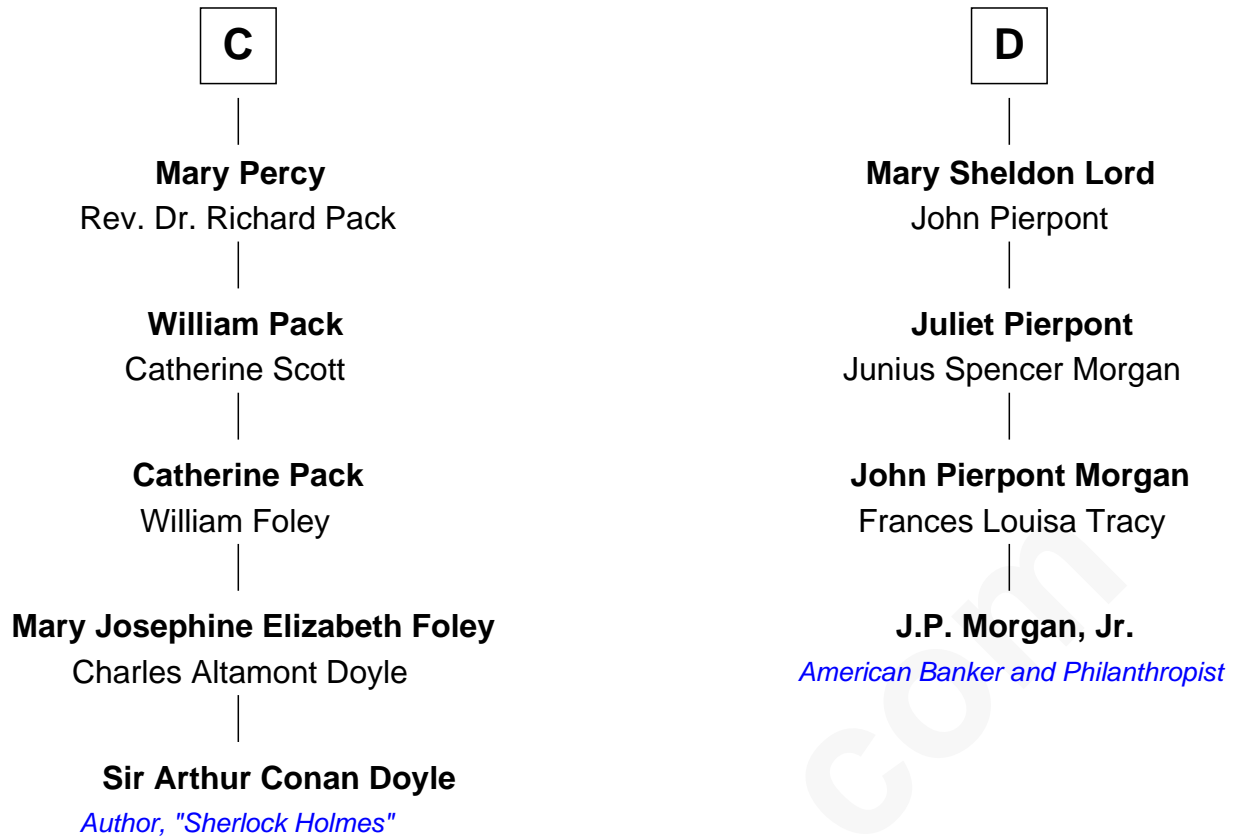 C
Mary Percy
Rev. Dr. Richard Pack
William Pack
Catherine Scott
Catherine Pack
William Foley
Mary Josephine Elizabeth Foley
Charles Altamont Doyle
Sir Arthur Conan Doyle
Author, "Sherlock Holmes"
D
Mary Sheldon Lord
John Pierpont
Juliet Pierpont
Junius Spencer Morgan
John Pierpont Morgan
Frances Louisa Tracy
J.P. Morgan, Jr.
American Banker and Philanthropist
com